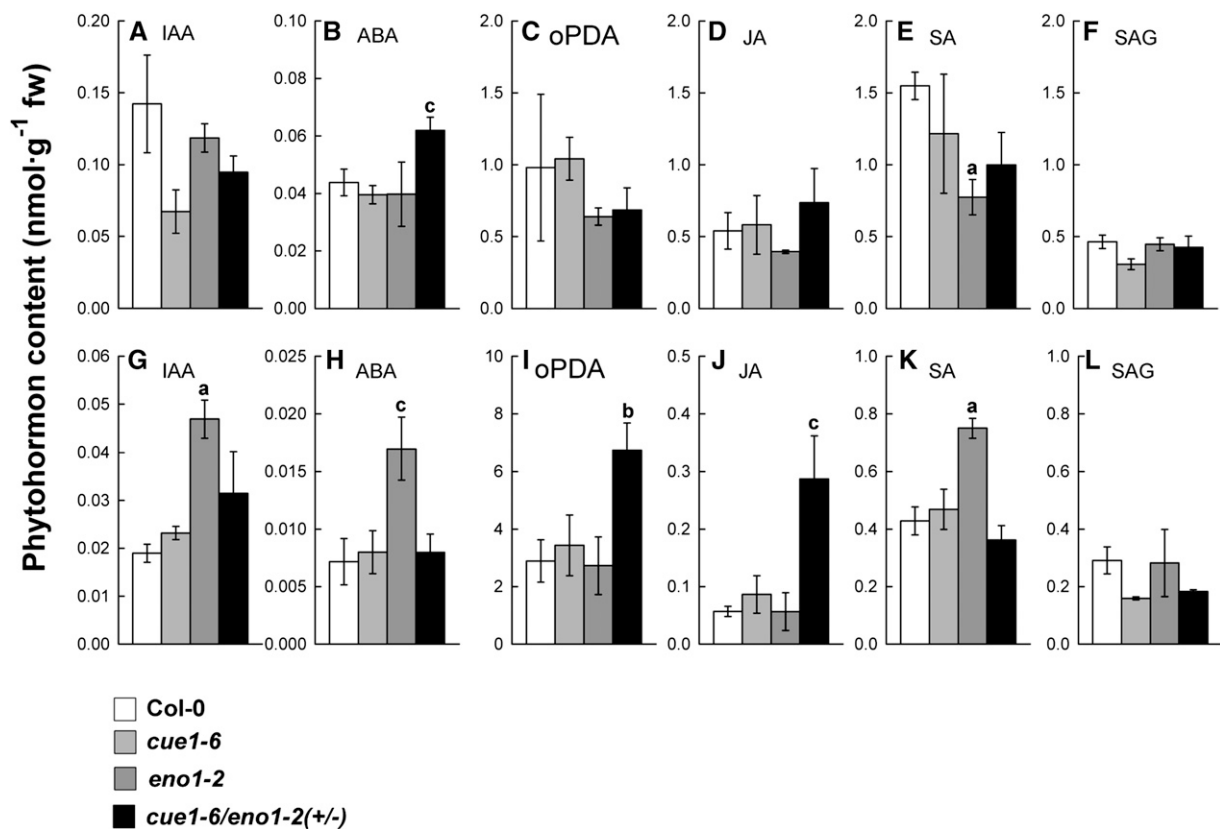 Phytohormon content (nmol·g⁻¹ fw)
A IAA
0.20
0.15
0.10
0.05
0.00
B ABA
0.10
0.08
0.06
0.04
0.02
0.00
c
C oPDA
2.0
1.5
1.0
0.5
0.0
D JA
2.0
1.5
1.0
0.5
0.0
E SA
2.0
1.5
1.0
0.5
0.0
a
F SAG
2.0
1.5
1.0
0.5
0.0
G IAA
0.06
0.05
0.04
0.03
0.02
0.01
0.00
a
H ABA
0.025
0.020
0.015
0.010
0.005
0.000
c
I oPDA
10
8
6
4
2
0
b
J JA
0.5
0.4
0.3
0.2
0.1
0.0
c
K SA
1.0
0.8
0.6
0.4
0.2
0.0
a
L SAG
1.0
0.8
0.6
0.4
0.2
0.0
Col-0
cue1-6
eno1-2
cue1-6/eno1-2(+/-)